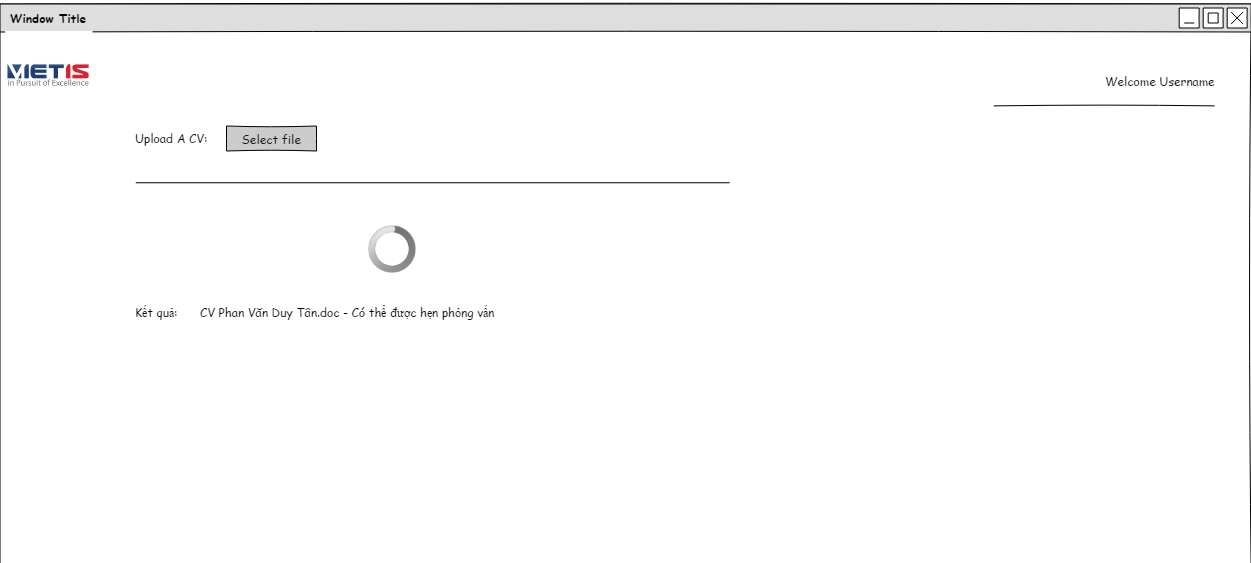 Window Title
VIETIS
in Pursuit of Excellence
Welcome Username
Upload A CV: Select file
Kết quả: CV Phan Văn Duy Tân.doc - Có thể được hẹn phỏng vấn